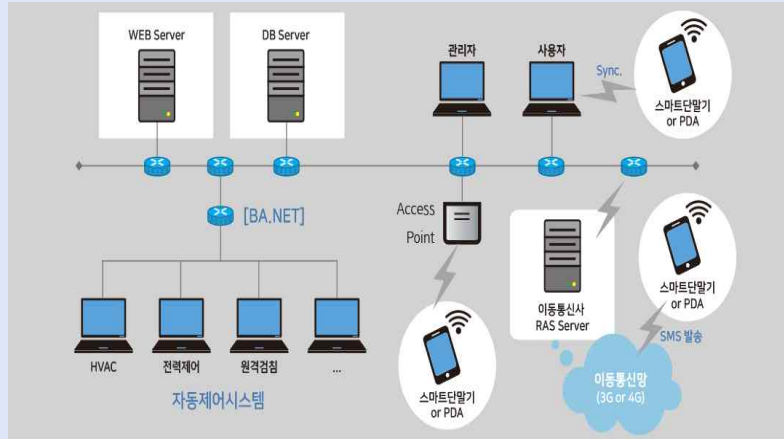 WEB Server
DB Server
관리자
사용자
Sync.
스마트단말기
or PDA
[BA.NET]
Access
Point
이동통신사
RAS Server
스마트단말기
or PDA
SMS 발송
이동통신망
(3G or 4G)
스마트단말기
or PDA
HVAC
전력제어
원격검침
...
자동제어시스템